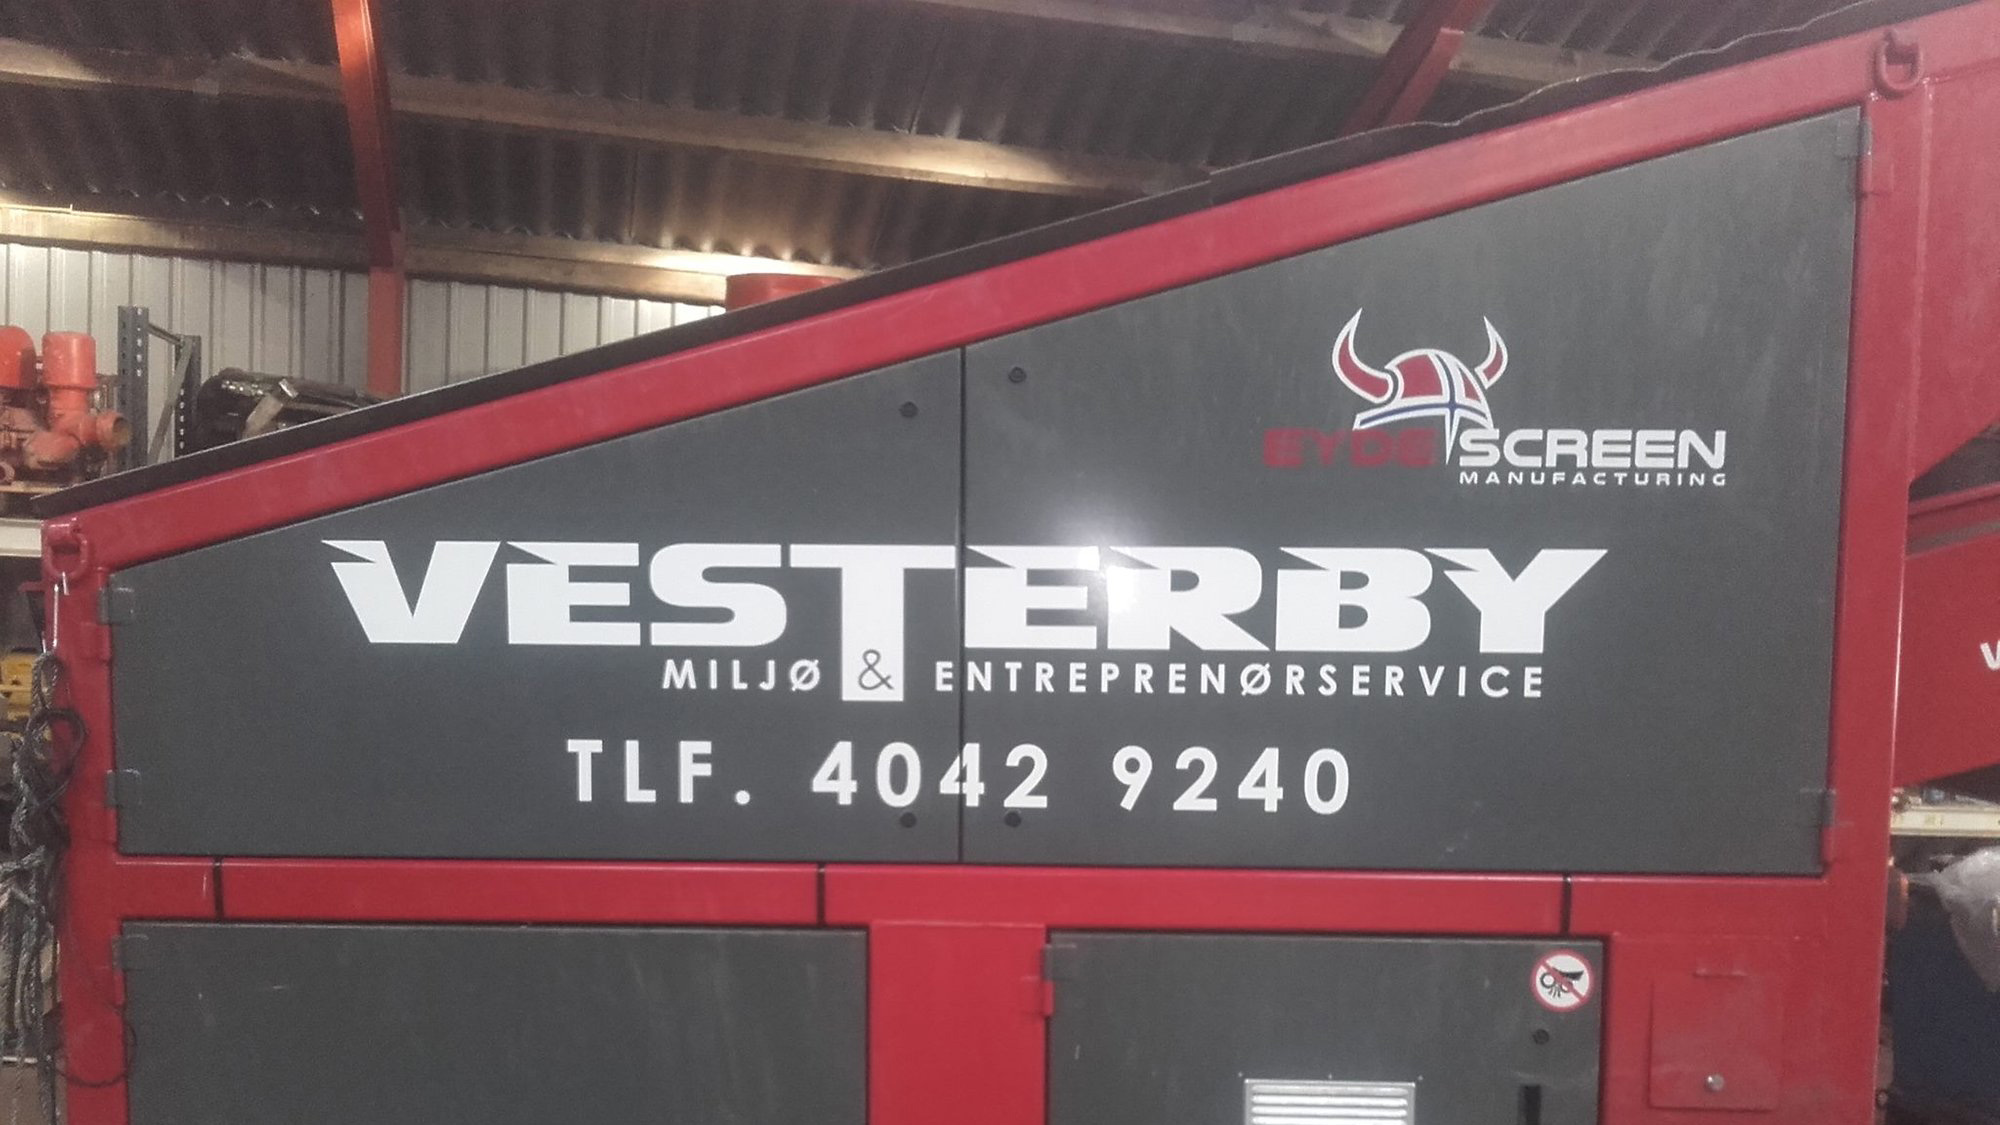 EYDE SCREEN
MANUFACTURING
VESTERBY
MILJØ & ENTREPRENØRSERVICE
TLF. 4042 9240